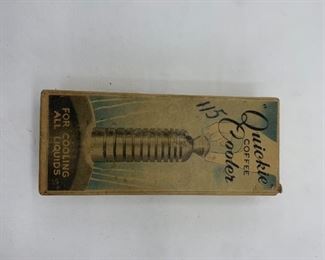 "Quickie"
COFFEE
Cooler
115
FOR COOLING
ALL LIQUIDS